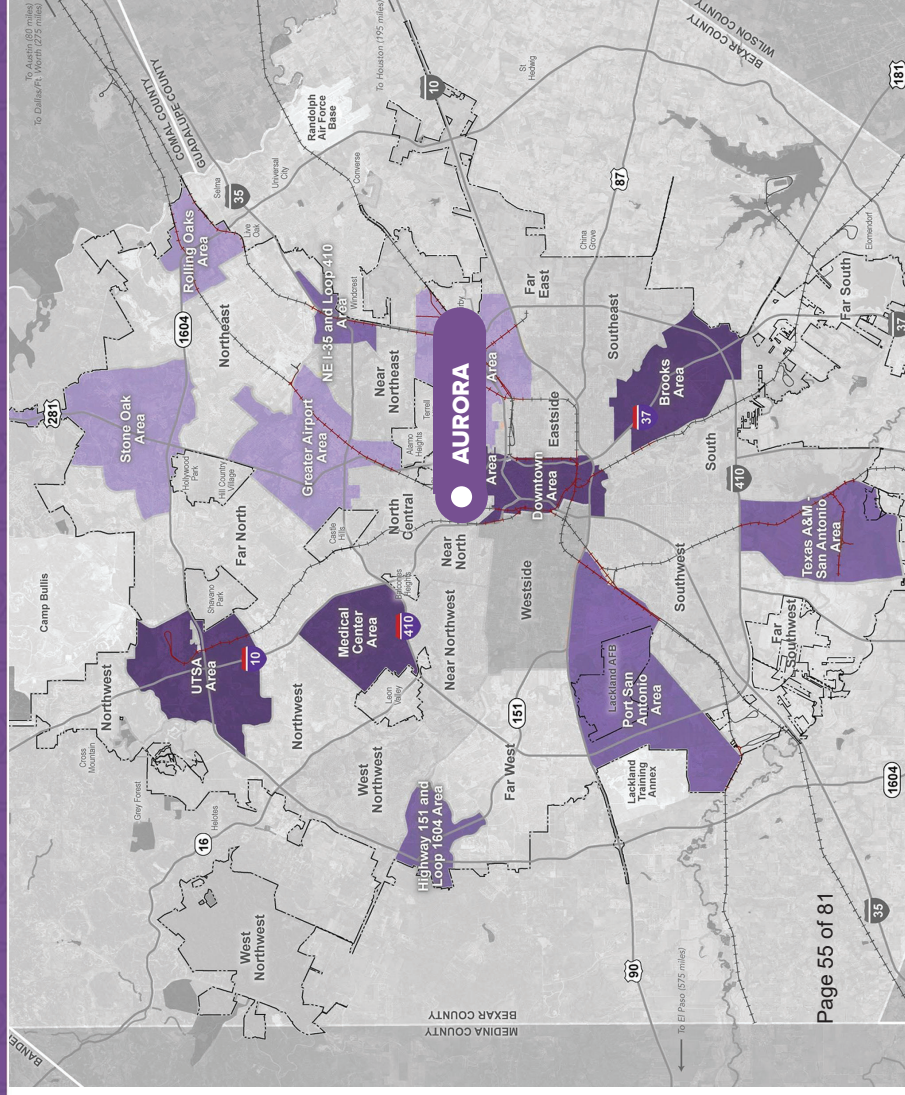 To Austin (80 miles)
To Dallas/Ft. Worth (275 miles)
COMAL COUNTY
GUADALUPE COUNTY
To Houston (195 miles)
BEXAR COUNTY
WILSON COUNTY
10
St
Hedwig
181
Randolph
Air Force
Base
Universal
City
Converse
Selma
35
87
Live
Oak
Rolling Oaks
Area
China
Grove
Elmendorf
1604
Northeast
NE I-35 and Loop 410
Area
Windcrest
Far
East
Far South
37
Southeast
281
Stone Oak
Area
Near
Northeast
Area
Brooks
Area
37
Greater Airport
Area
Terrell
Alamo
Heights
AURORA
Eastside
South
Hollywood
Park
Hill Country
Village
Area
Downtown
Area
410
Far North
Castle
Hills
North
Central
Texas A&M -
San Antonio
Area
Near
North
Camp Bullis
Shavano
Park
Balcones
Heights
Westside
Southwest
Medical
Center
Area
410
Near Northwest
Far
Southwest
UTSA
Area
10
Lackland AFB
Port San
Antonio
Area
Northwest
Northwest
Leon
Valley
151
Cross
Mountain
Grey Forest
Helotes
West
Northwest
Far West
Lackland
Training
Annex
1604
16
Highway 151 and
Loop 1604 Area
35
West
Northwest
90
Page 55 of 81
To El Paso (575 miles)
BEXAR COUNTY
MEDINA COUNTY